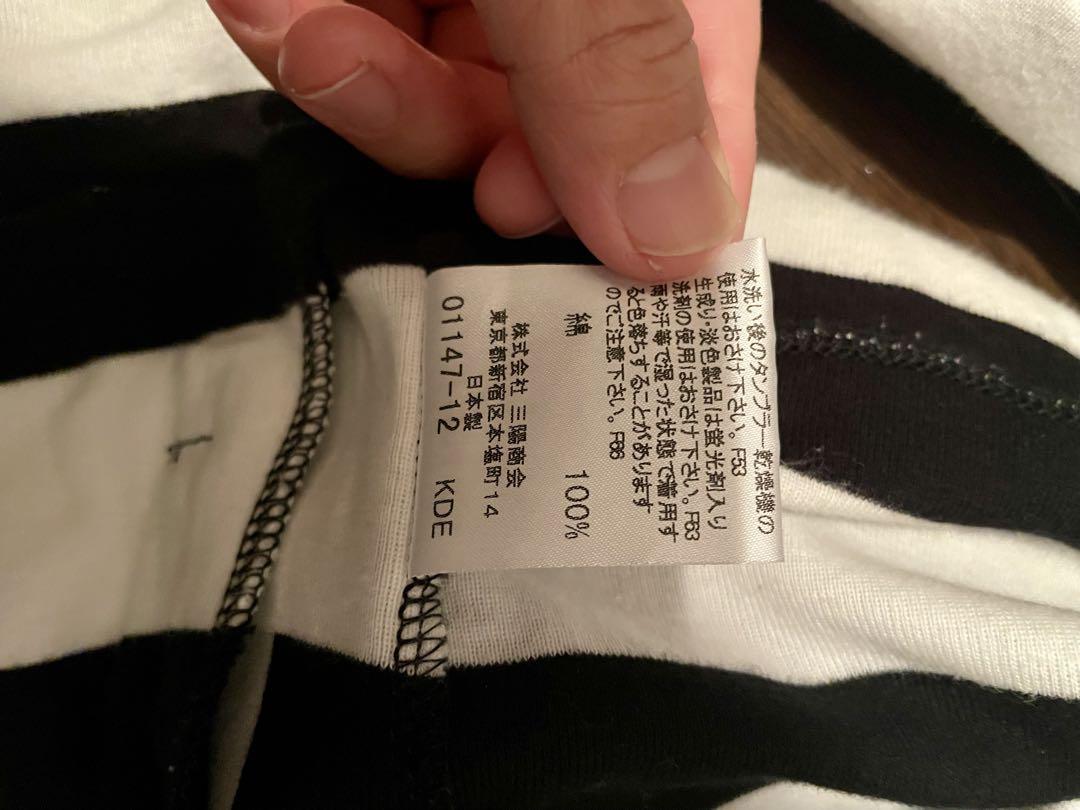 水洗い後のタンブラー乾燥機の
使用はおさけ下さい。F53
生成り・淡色製品は蛍光剤入り
洗剤の使用はおさけ下さい。F63
雨や汗等で湿った状態で着用す
ると色落ちすることがあります
のでご注意下さい。F86
綿 100%
株式会社 三陽商会
東京都新宿区本塩町14
日本製
01147-12 KDE